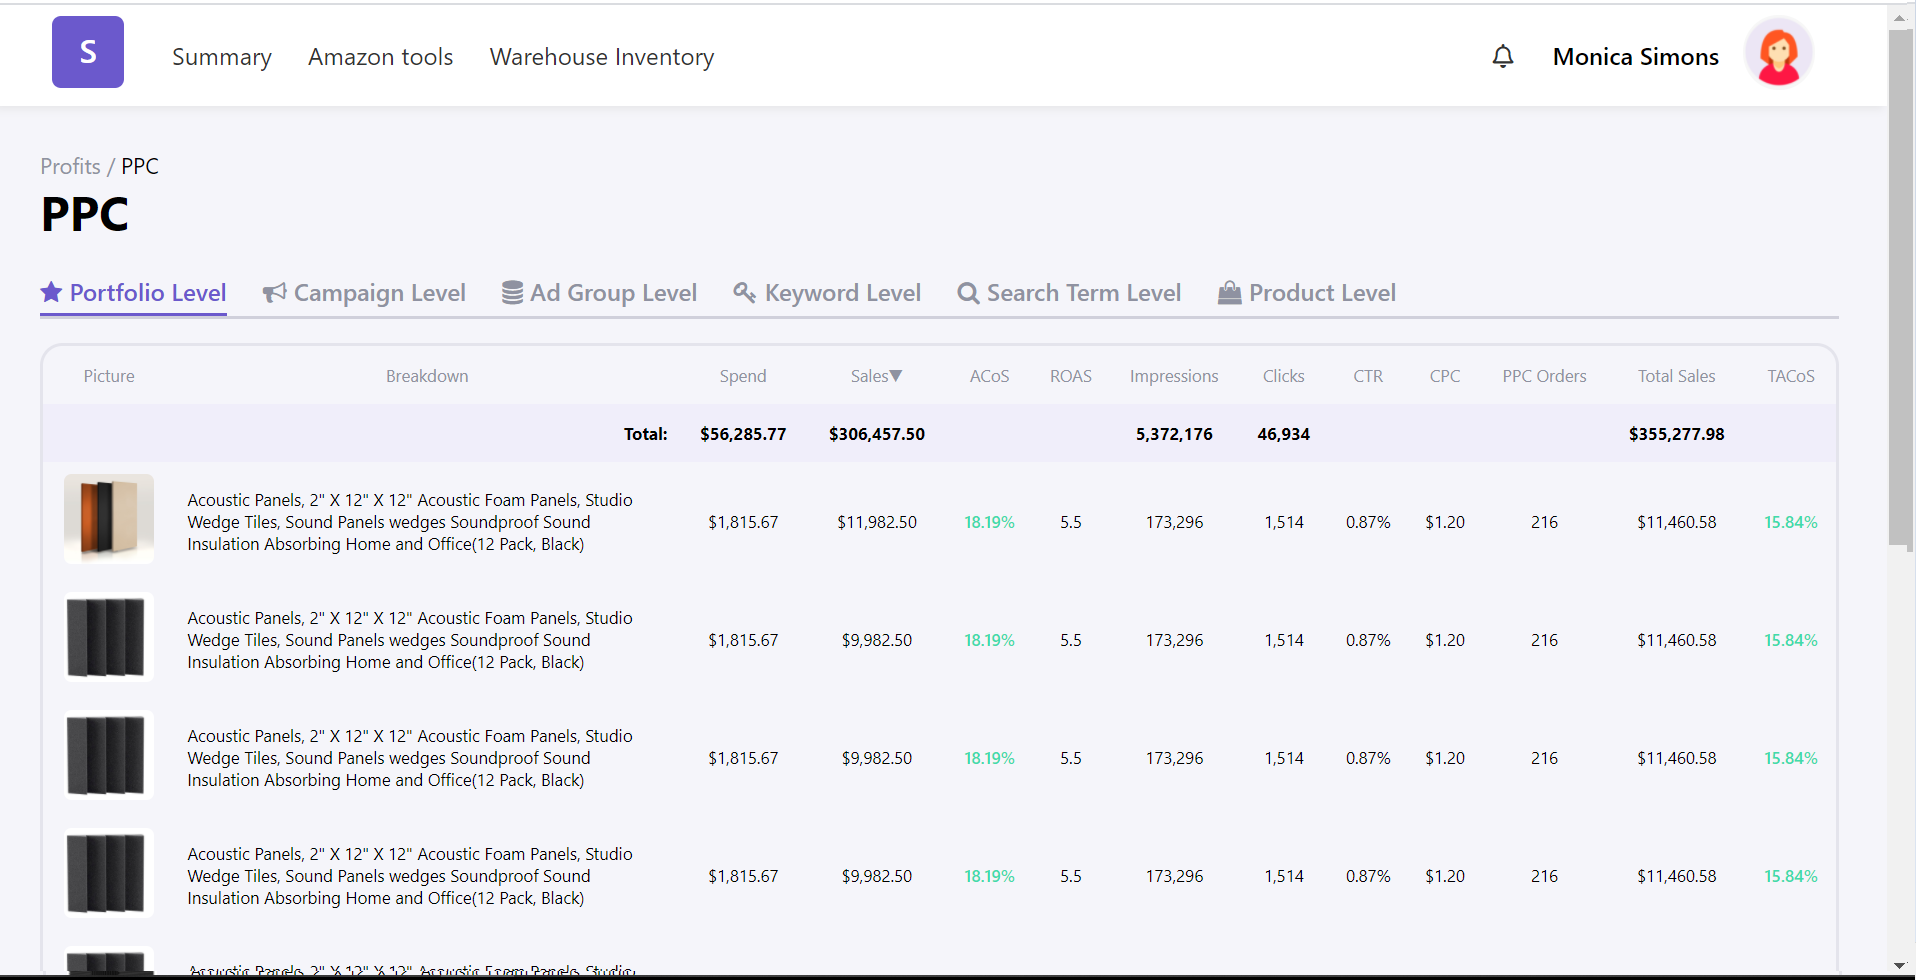 S
Summary Amazon tools Warehouse Inventory Monica Simons
Profits / PPC
PPC
Portfolio Level Campaign Level Ad Group Level Keyword Level Search Term Level Product Level
Picture Breakdown Spend Sales▼ ACoS ROAS Impressions Clicks CTR CPC PPC Orders Total Sales TACoS
Total: $56,285.77 $306,457.50 5,372,176 46,934 $355,277.98
Acoustic Panels, 2" X 12" X 12" Acoustic Foam Panels, Studio
Wedge Tiles, Sound Panels wedges Soundproof Sound
Insulation Absorbing Home and Office(12 Pack, Black)
$1,815.67 $11,982.50 18.19% 5.5 173,296 1,514 0.87% $1.20 216 $11,460.58 15.84%
Acoustic Panels, 2" X 12" X 12" Acoustic Foam Panels, Studio
Wedge Tiles, Sound Panels wedges Soundproof Sound
Insulation Absorbing Home and Office(12 Pack, Black)
$1,815.67 $9,982.50 18.19% 5.5 173,296 1,514 0.87% $1.20 216 $11,460.58 15.84%
Acoustic Panels, 2" X 12" X 12" Acoustic Foam Panels, Studio
Wedge Tiles, Sound Panels wedges Soundproof Sound
Insulation Absorbing Home and Office(12 Pack, Black)
$1,815.67 $9,982.50 18.19% 5.5 173,296 1,514 0.87% $1.20 216 $11,460.58 15.84%
Acoustic Panels, 2" X 12" X 12" Acoustic Foam Panels, Studio
Wedge Tiles, Sound Panels wedges Soundproof Sound
Insulation Absorbing Home and Office(12 Pack, Black)
$1,815.67 $9,982.50 18.19% 5.5 173,296 1,514 0.87% $1.20 216 $11,460.58 15.84%
Acoustic Panels, 2" X 12" X 12" Acoustic Foam Panels, Studio